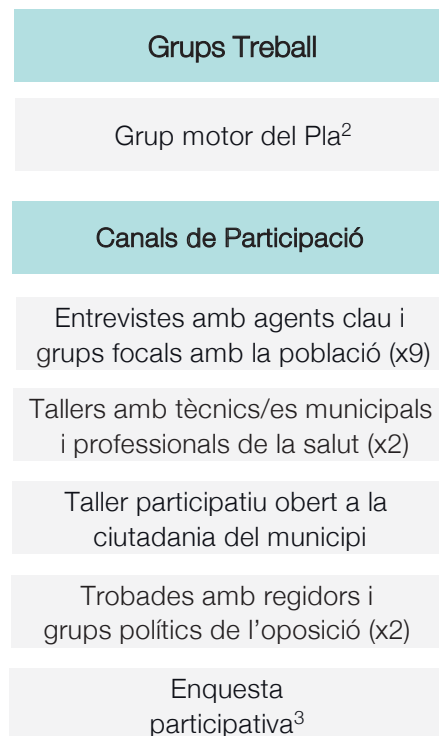 Grups Treball
Grup motor del Pla²
Canals de Participació
Entrevistes amb agents clau i
grups focals amb la població (x9)
Tallers amb tècnics/es municipals
i professionals de la salut (x2)
Taller participatiu obert a la
ciutadania del municipi
Trobades amb regidors i
grups polítics de l'oposició (x2)
Enquesta
participativa³